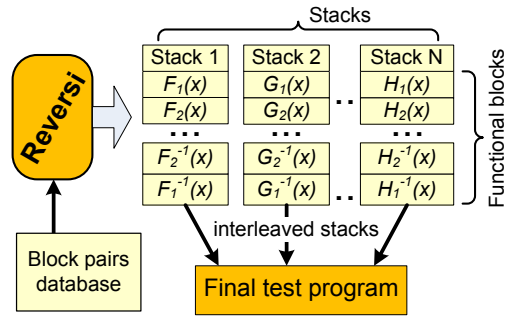 Stacks
Reversi
Stack 1 Stack 2 Stack N
F₁(x) G₁(x) H₁(x)
F₂(x) G₂(x) .. H₂(x)
... ... ...
F₂⁻¹(x) G₂⁻¹(x) H₂⁻¹(x)
F₁⁻¹(x) G₁⁻¹(x) .. H₁⁻¹(x)
Functional blocks
interleaved stacks
Block pairs
database
Final test program